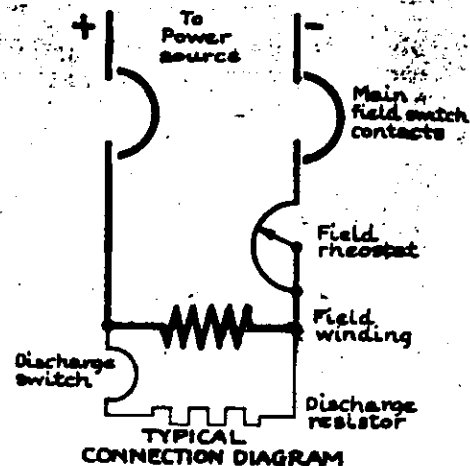 + To -
Power
source
Main
field switch
contacts
Field
rheostat
Field
winding
Discharge
switch
Discharge
resistor
TYPICAL
CONNECTION DIAGRAM